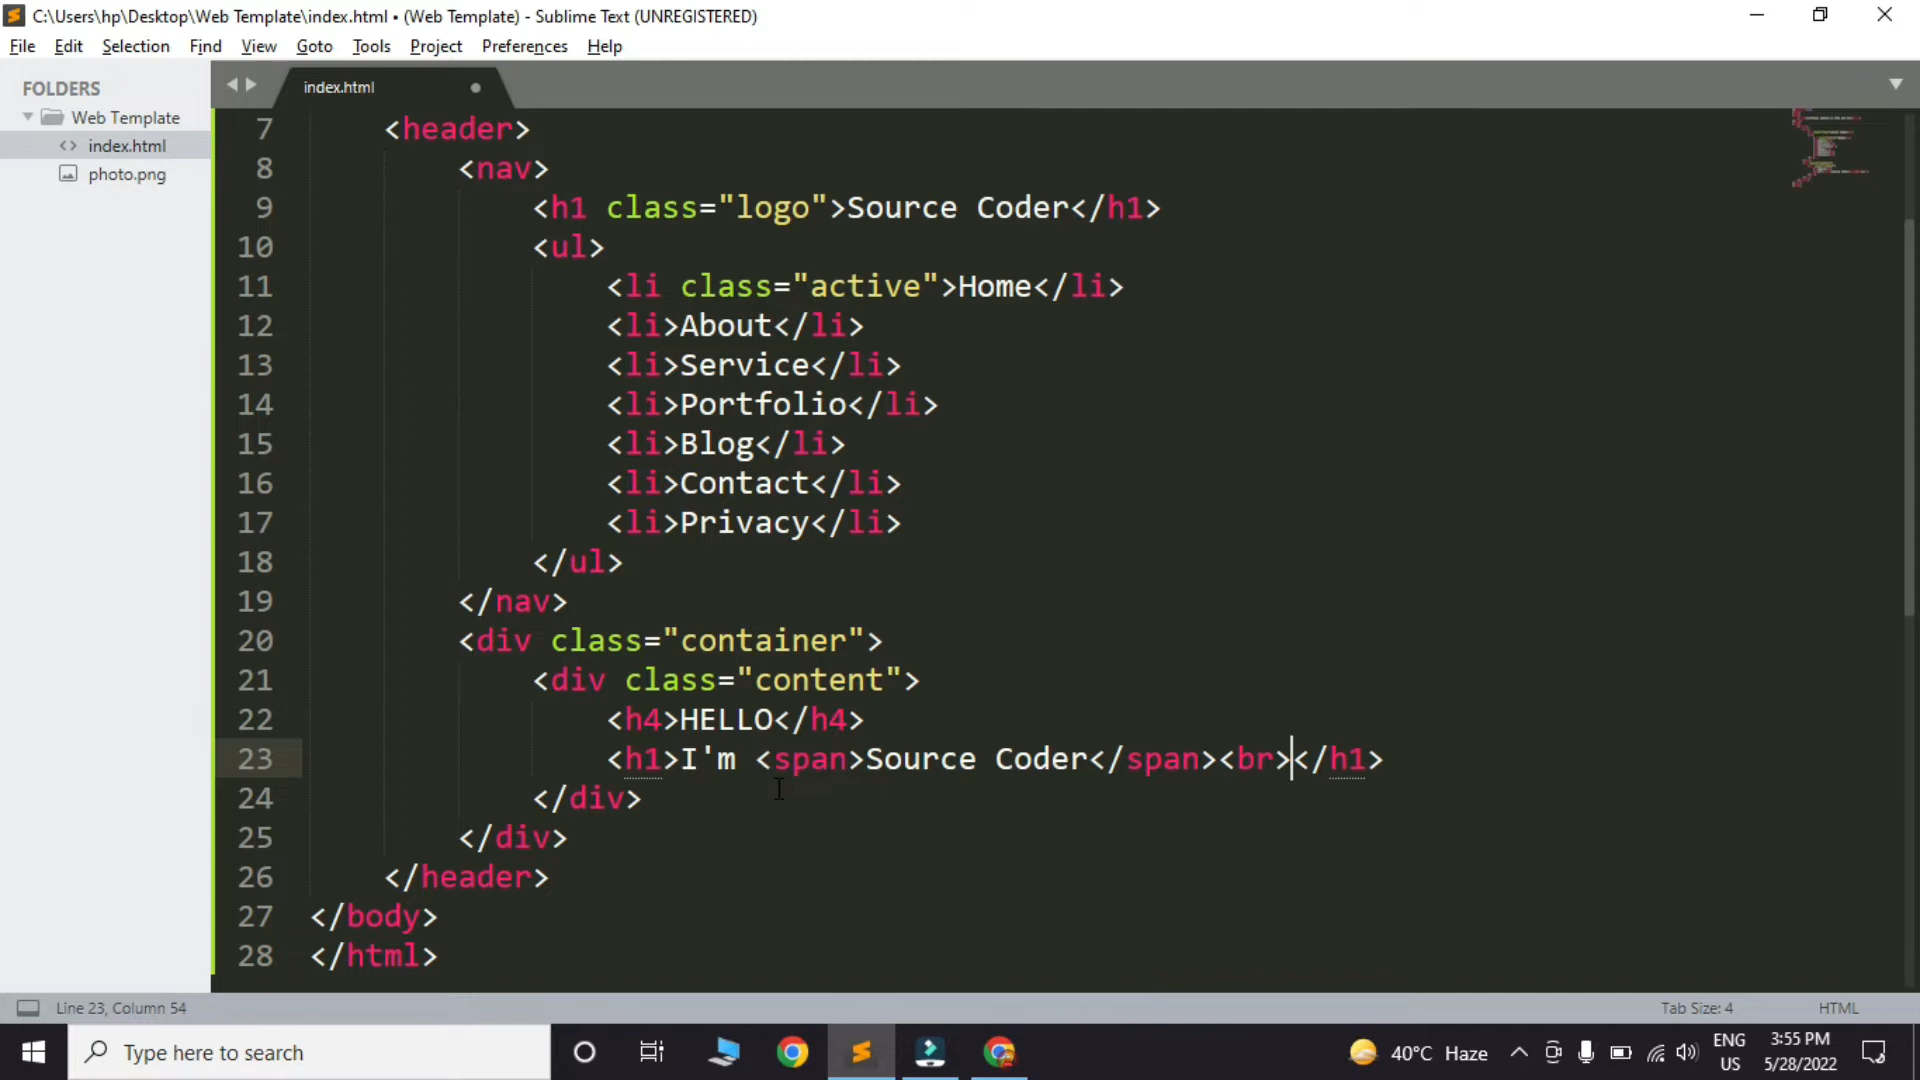 C:\Users\hp\Desktop\Web Template\index.html • (Web Template) - Sublime Text (UNREGISTERED)
File Edit Selection Find View Goto Tools Project Preferences Help
FOLDERS
Web Template
index.html
photo.png
index.html
7 <header>
8 <nav>
9 <h1 class="logo">Source Coder</h1>
10 <ul>
11 <li class="active">Home</li>
12 <li>About</li>
13 <li>Service</li>
14 <li>Portfolio</li>
15 <li>Blog</li>
16 <li>Contact</li>
17 <li>Privacy</li>
18 </ul>
19 </nav>
20 <div class="container">
21 <div class="content">
22 <h4>HELLO</h4>
23 <h1>I'm <span>Source Coder</span><br></h1>
24 </div>
25 </div>
26 </header>
27 </body>
28 </html>
Line 23, Column 54 Tab Size: 4 HTML
Type here to search
40°C Haze
ENG
US
3:55 PM
5/28/2022